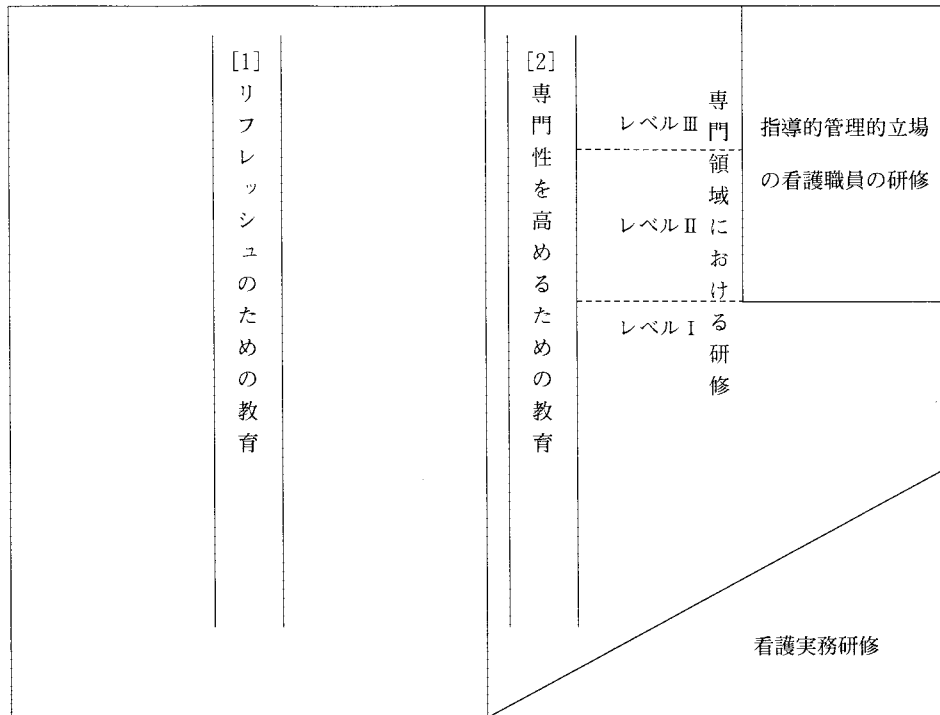 [1]リフレッシュのための教育
[2]専門性を高めるための教育
専門領域における研修
レベルⅢ
レベルⅡ
レベルⅠ
指導的管理的立場
の看護職員の研修
看護実務研修